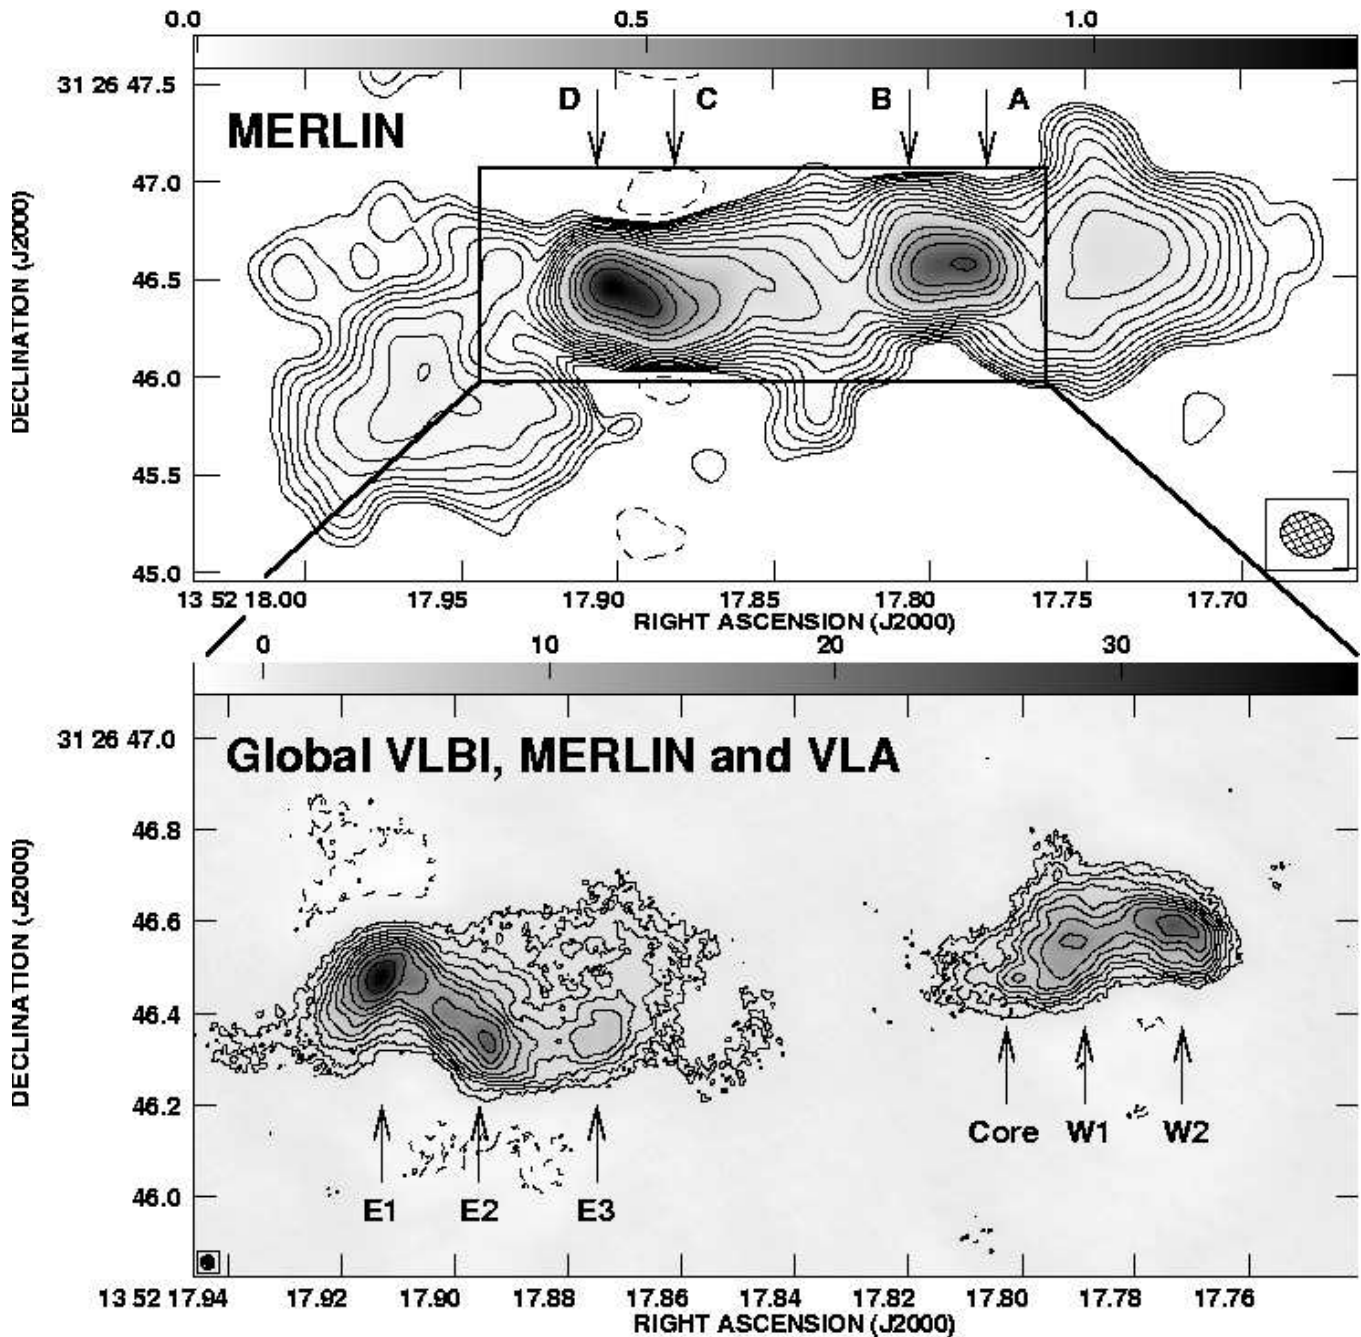 0.0 0.5 1.0
31 26 47.5
D C B A
MERLIN
47.0
46.5
46.0
45.5
45.0
DECLINATION (J2000)
13 52 18.00 17.95 17.90 17.85 17.80 17.75 17.70
RIGHT ASCENSION (J2000)
0 10 20 30
31 26 47.0
Global VLBI, MERLIN and VLA
46.8
46.6
46.4
46.2
46.0
DECLINATION (J2000)
Core W1 W2
E1 E2 E3
13 52 17.94 17.92 17.90 17.88 17.86 17.84 17.82 17.80 17.78 17.76
RIGHT ASCENSION (J2000)